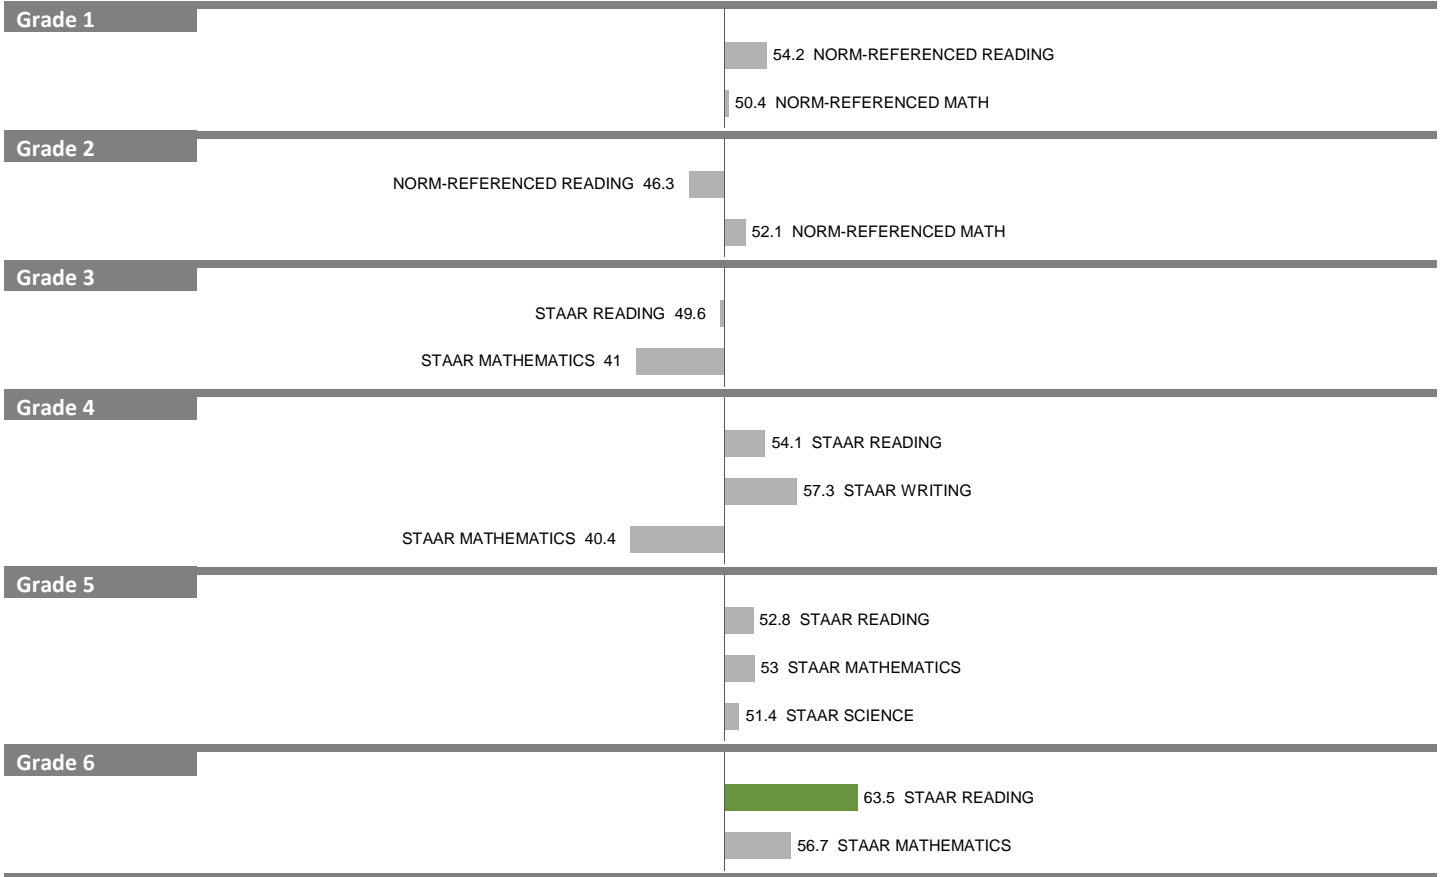 Grade 1
54.2 NORM-REFERENCED READING
50.4 NORM-REFERENCED MATH
Grade 2
NORM-REFERENCED READING 46.3
52.1 NORM-REFERENCED MATH
Grade 3
STAAR READING 49.6
STAAR MATHEMATICS 41
Grade 4
54.1 STAAR READING
57.3 STAAR WRITING
STAAR MATHEMATICS 40.4
Grade 5
52.8 STAAR READING
53 STAAR MATHEMATICS
51.4 STAAR SCIENCE
Grade 6
63.5 STAAR READING
56.7 STAAR MATHEMATICS